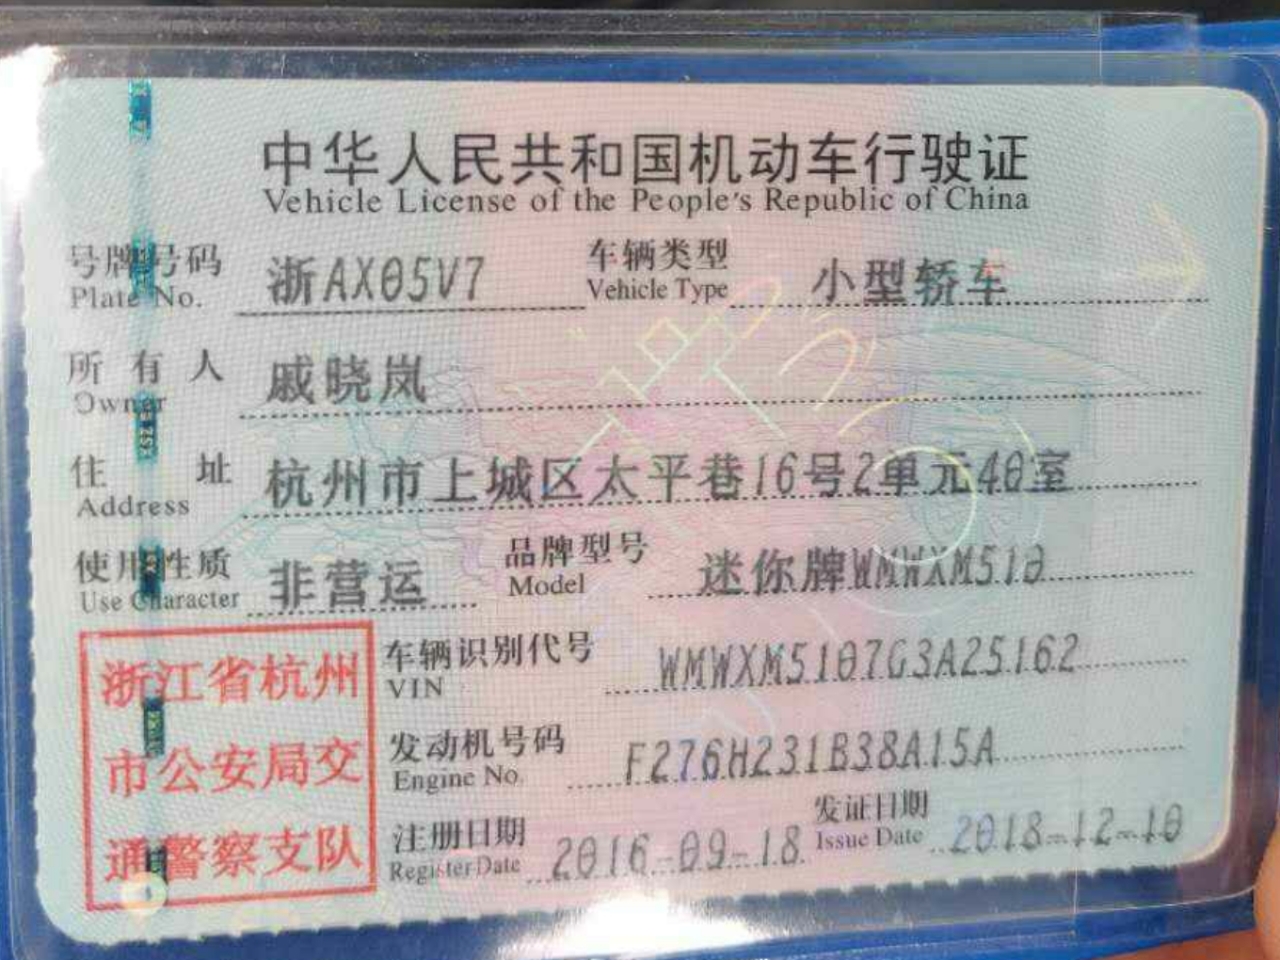 中华人民共和国机动车行驶证
Vehicle License of the People's Republic of China
号牌号码 浙AX05V7 车辆类型 小型轿车
Plate No. Vehicle Type
所有人 戚晓岚
Owner
住址 杭州市上城区太平巷16号2单元40室
Address
使用性质 非营运 品牌型号 迷你牌WMWXM510
Use Character Model
浙江省杭州
市公安局交
通警察支队
车辆识别代号 WMWXM5107G3A25162
VIN
发动机号码 F276H231B38A15A
Engine No.
注册日期 2016-09-18 发证日期 2018-12-10
Register Date Issue Date